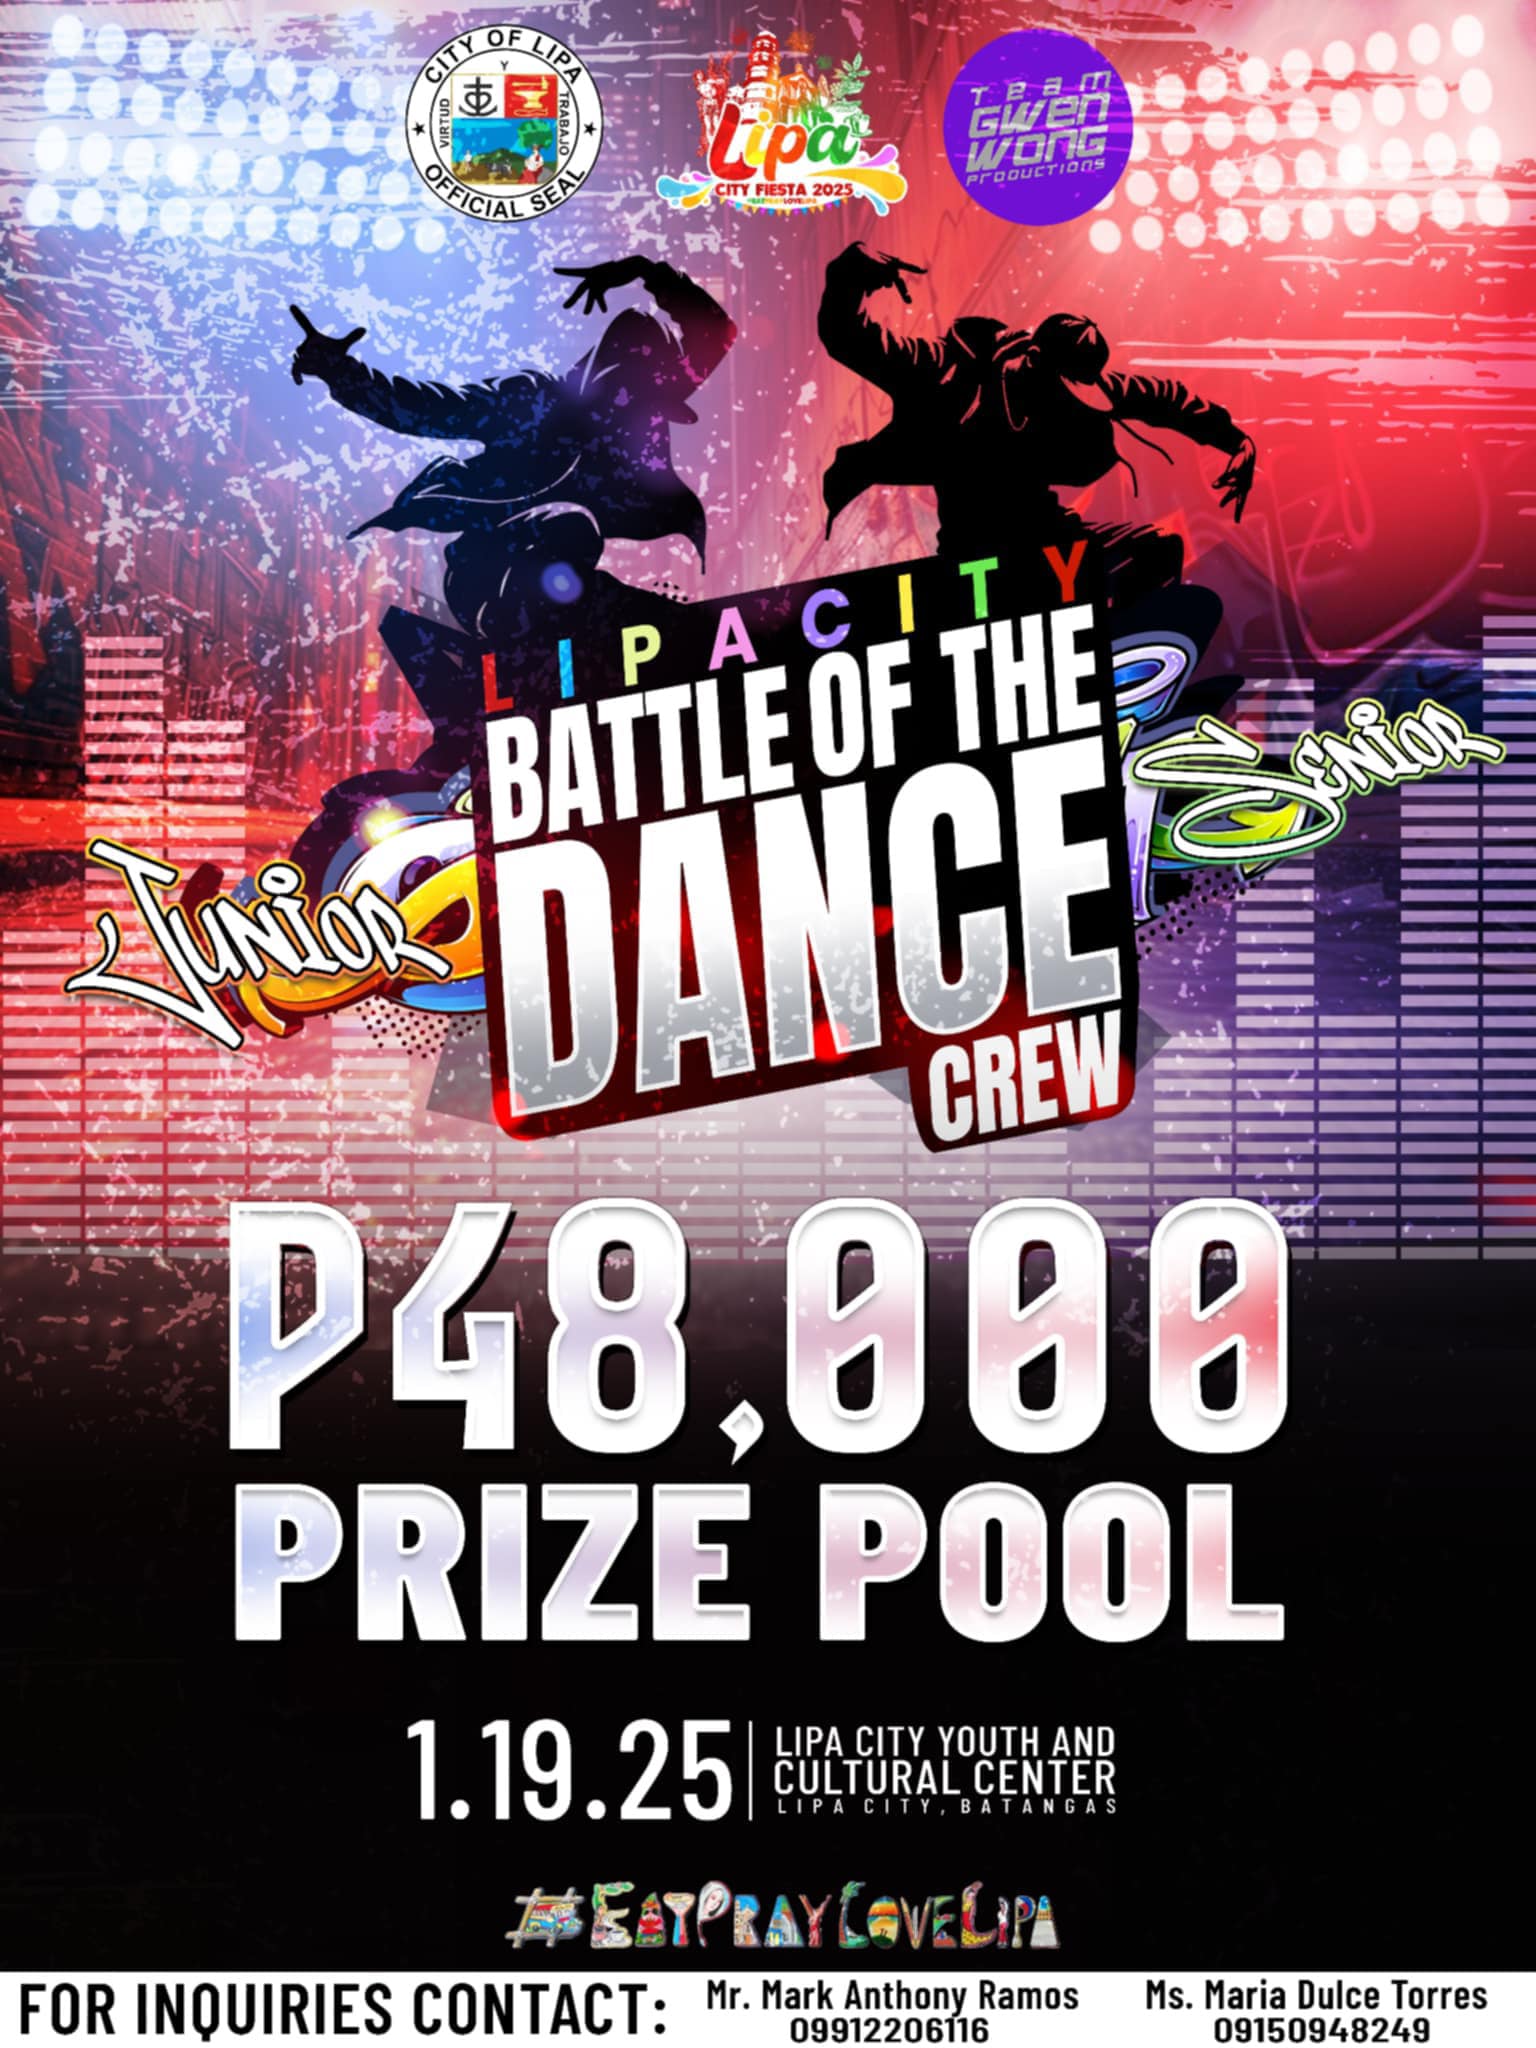 CITY OF LIPA
Y
VIRTUD
TRABAJO
OFFICIAL SEAL
Lipa
CITY FIESTA 2025
#EATPRAYLOVELIPA
TEAM
GWEN
WONG
PRODUCTIONS
LIPA CITY
BATTLE OF THE
DANCE
CREW
JUNIOR
SENIOR
P48,000
PRIZE POOL
1.19.25
LIPA CITY YOUTH AND
CULTURAL CENTER
LIPA CITY, BATANGAS
#EATPRAYLOVELIPA
FOR INQUIRIES CONTACT:
Mr. Mark Anthony Ramos
09912206116
Ms. Maria Dulce Torres
09150948249